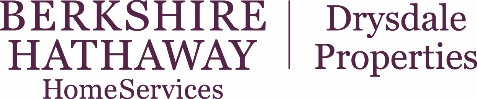 BERKSHIRE
HATHAWAY
HomeServices
Drysdale
Properties